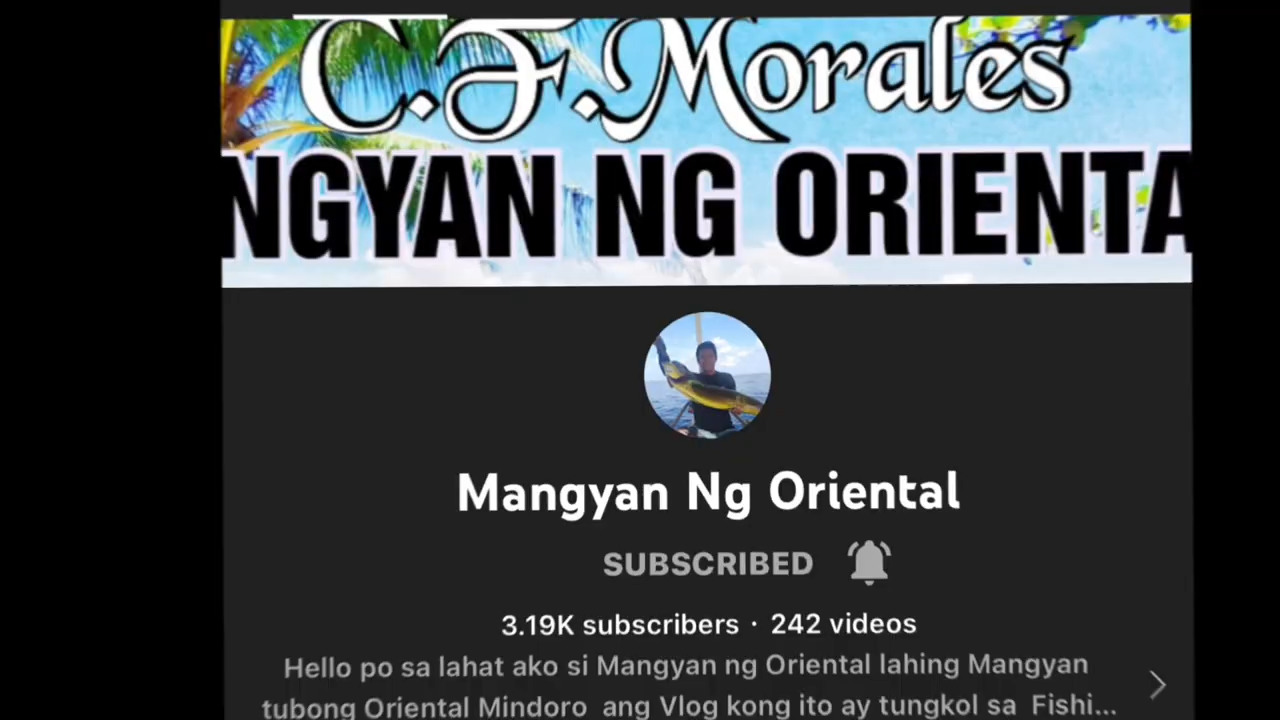 C.F. Morales
NGYAN NG ORIENTA
Mangyan Ng Oriental
SUBSCRIBED
3.19K subscribers · 242 videos
Hello po sa lahat ako si Mangyan ng Oriental lahing Mangyan
tubong Oriental Mindoro ang Vlog kong ito ay tungkol sa Fishi...